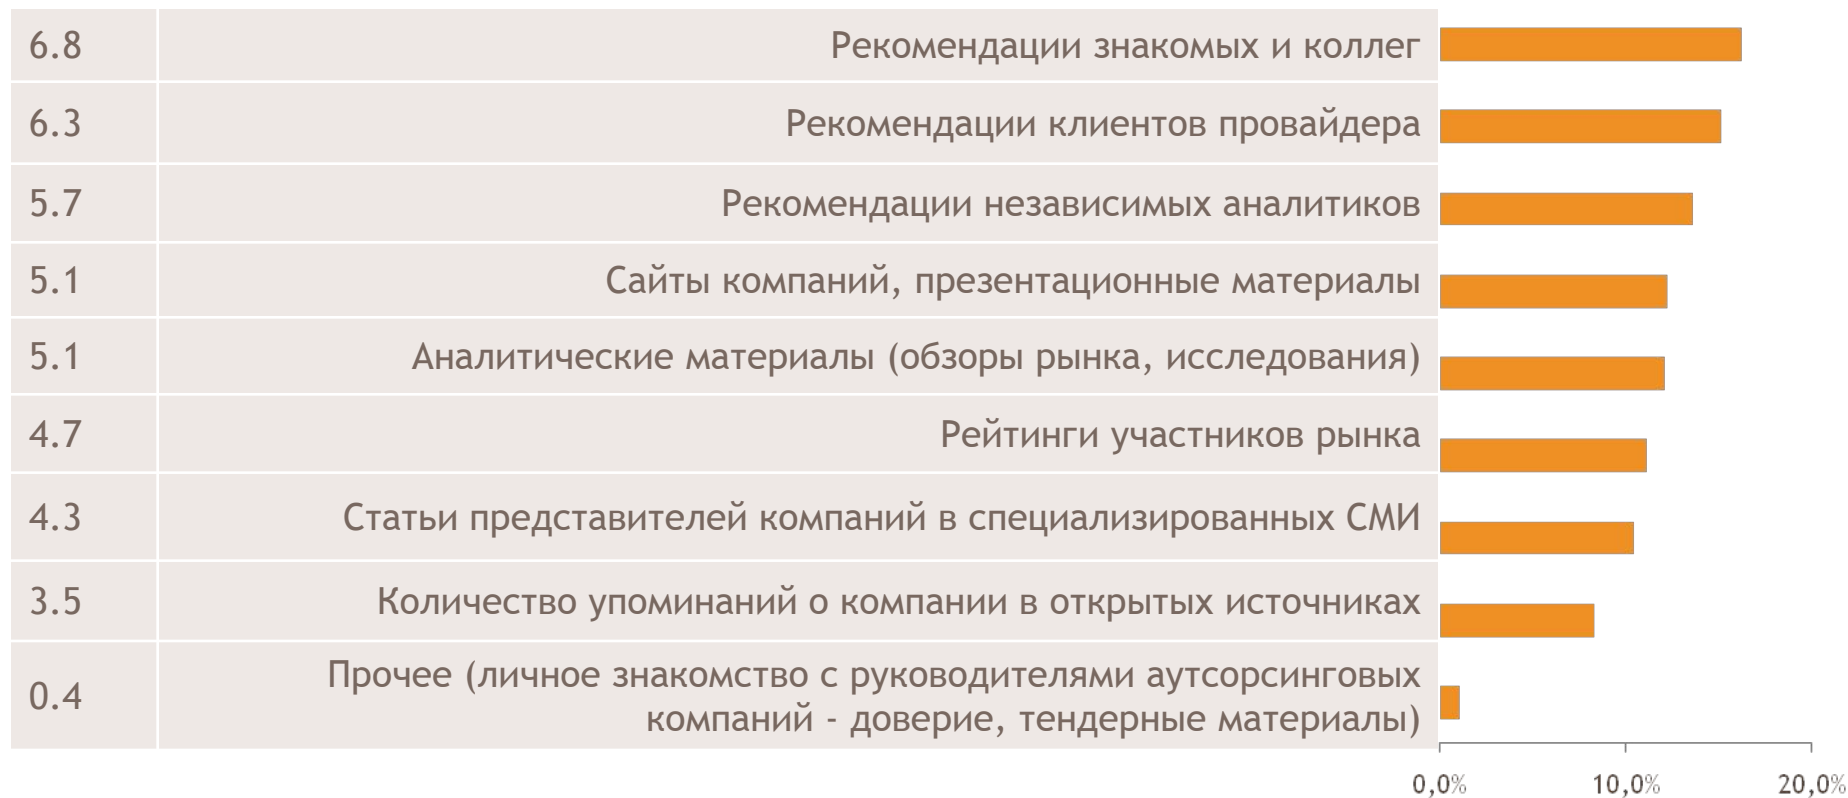 6.8 Рекомендации знакомых и коллег
6.3 Рекомендации клиентов провайдера
5.7 Рекомендации независимых аналитиков
5.1 Сайты компаний, презентационные материалы
5.1 Аналитические материалы (обзоры рынка, исследования)
4.7 Рейтинги участников рынка
4.3 Статьи представителей компаний в специализированных СМИ
3.5 Количество упоминаний о компании в открытых источниках
0.4 Прочее (личное знакомство с руководителями аутсорсинговых
компаний - доверие, тендерные материалы)
0,0% 10,0% 20,0%